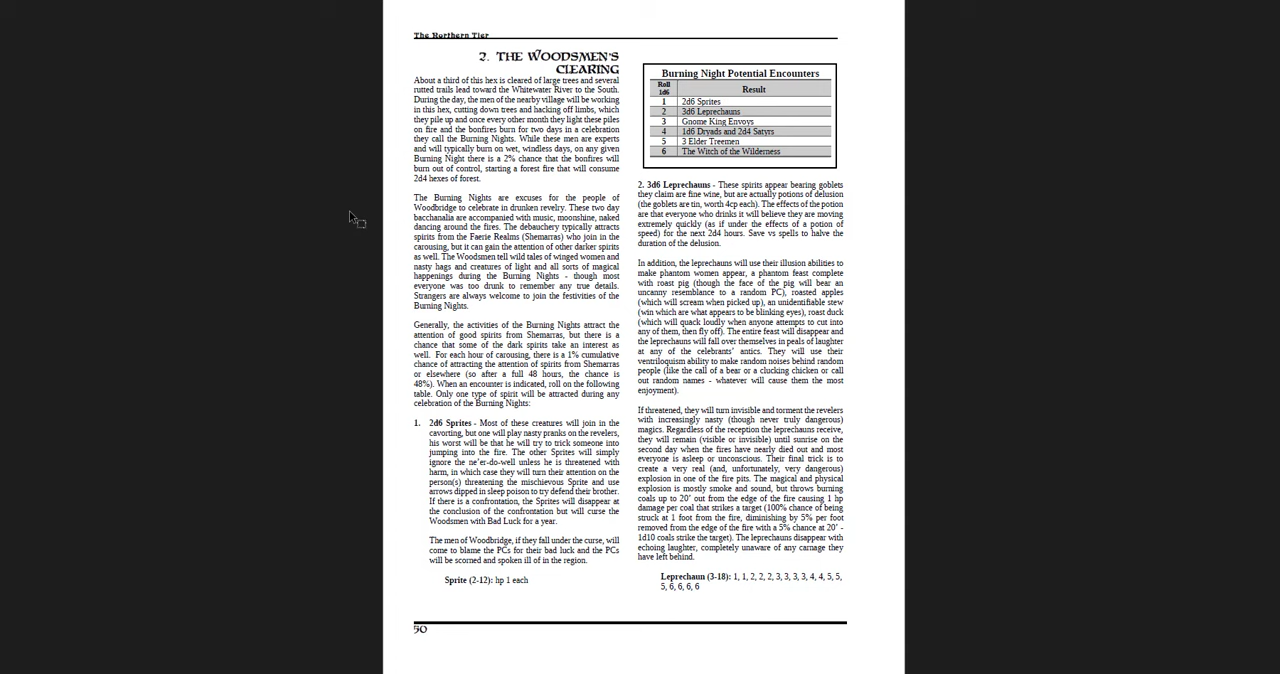 The Northern Tier
2. THE WOODSMEN'S
CLEARING
About a third of this hex is cleared of large trees and several
rutted trails lead toward the Whitewater River to the South.
During the day, the men of the nearby village will be working
in this hex, cutting down trees and hacking off limbs, which
they pile up and once every other month they light these piles
on fire and the bonfires burn for two days in a celebration
they call the Burning Nights. While these men are experts
and will typically burn on wet, windless days, on any given
Burning Night there is a 2% chance that the bonfires will
burn out of control, starting a forest fire that will consume
2d4 hexes of forest.
The Burning Nights are excuses for the people of
Woodbridge to celebrate in drunken revelry. These two day
bacchanalia are accompanied with music, moonshine, naked
dancing around the fires. The debauchery typically attracts
spirits from the Faerie Realms (Shemarras) who join in the
carousing, but it can gain the attention of other darker spirits
as well. The Woodsmen tell wild tales of winged women and
nasty hags and creatures of light and all sorts of magical
happenings during the Burning Nights - though most
everyone was too drunk to remember any true details.
Strangers are always welcome to join the festivities of the
Burning Nights.
Generally, the activities of the Burning Nights attract the
attention of good spirits from Shemarras, but there is a
chance that some of the dark spirits take an interest as
well. For each hour of carousing, there is a 1% cumulative
chance of attracting the attention of spirits from Shemarras
or elsewhere (so after a full 48 hours, the chance is
48%). When an encounter is indicated, roll on the following
table. Only one type of spirit will be attracted during any
celebration of the Burning Nights:
1. 2d6 Sprites - Most of these creatures will join in the
cavorting, but one will play nasty pranks on the revelers,
his worst will be that he will try to trick someone into
jumping into the fire. The other Sprites will simply
ignore the ne'er-do-well unless he is threatened with
harm, in which case they will turn their attention on the
person(s) threatening the mischievous Sprite and use
arrows dipped in sleep poison to try defend their brother.
If there is a confrontation, the Sprites will disappear at
the conclusion of the confrontation but will curse the
Woodsmen with Bad Luck for a year.
The men of Woodbridge, if they fall under the curse, will
come to blame the PCs for their bad luck and the PCs
will be scorned and spoken ill of in the region.
Sprite (2-12): hp 1 each
Burning Night Potential Encounters
Roll 1d6 Result
1 2d6 Sprites
2 3d6 Leprechauns
3 Gnome King Envoys
4 1d6 Dryads and 2d4 Satyrs
5 3 Elder Treemen
6 The Witch of the Wilderness
2. 3d6 Leprechauns - These spirits appear bearing goblets
they claim are fine wine, but are actually potions of delusion
(the goblets are tin, worth 4cp each). The effects of the potion
are that everyone who drinks it will believe they are moving
extremely quickly (as if under the effects of a potion of
speed) for the next 2d4 hours. Save vs spells to halve the
duration of the delusion.
In addition, the leprechauns will use their illusion abilities to
make phantom women appear, a phantom feast complete
with roast pig (though the face of the pig will bear an
uncanny resemblance to a random PC), roasted apples
(which will scream when picked up), an unidentifiable stew
(win which are what appears to be blinking eyes), roast duck
(which will quack loudly when anyone attempts to cut into
any of them, then fly off). The entire feast will disappear and
the leprechauns will fall over themselves in peals of laughter
at any of the celebrants' antics. They will use their
ventriloquism ability to make random noises behind random
people (like the call of a bear or a clucking chicken or call
out random names - whatever will cause them the most
enjoyment).
If threatened, they will turn invisible and torment the revelers
with increasingly nasty (though never truly dangerous)
magics. Regardless of the reception the leprechauns receive,
they will remain (visible or invisible) until sunrise on the
second day when the fires have nearly died out and most
everyone is asleep or unconscious. Their final trick is to
create a very real (and, unfortunately, very dangerous)
explosion in one of the fire pits. The magical and physical
explosion is mostly smoke and sound, but throws burning
coals up to 20' out from the edge of the fire causing 1 hp
damage per coal that strikes a target (100% chance of being
struck at 1 foot from the fire, diminishing by 5% per foot
removed from the edge of the fire with a 5% chance at 20' -
1d10 coals strike the target). The leprechauns disappear with
echoing laughter, completely unaware of any carnage they
have left behind.
Leprechaun (3-18): 1, 1, 2, 2, 2, 3, 3, 3, 3, 4, 4, 5, 5,
5, 6, 6, 6, 6
50